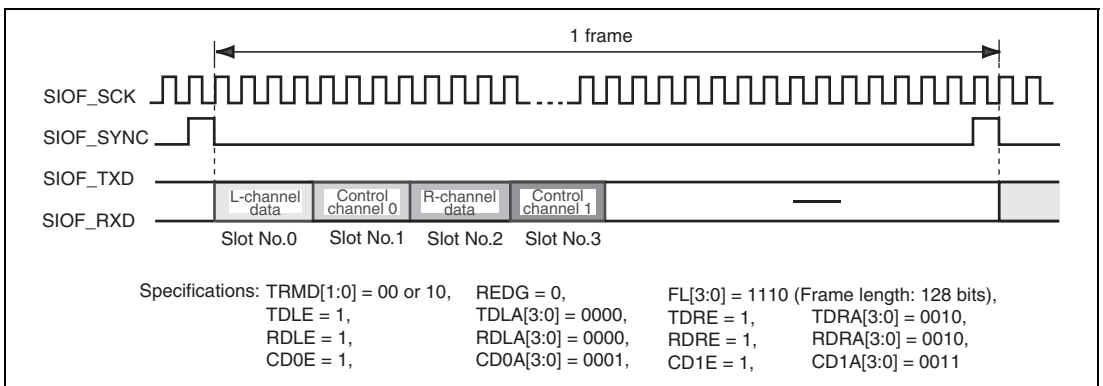 1 frame
SIOF_SCK
SIOF_SYNC
SIOF_TXD
SIOF_RXD
L-channel data
Control channel 0
R-channel data
Control channel 1
Slot No.0 Slot No.1 Slot No.2 Slot No.3
Specifications: TRMD[1:0] = 00 or 10, REDG = 0, FL[3:0] = 1110 (Frame length: 128 bits),
TDLE = 1, TDLA[3:0] = 0000, TDRE = 1, TDRA[3:0] = 0010,
RDLE = 1, RDLA[3:0] = 0000, RDRE = 1, RDRA[3:0] = 0010,
CD0E = 1, CD0A[3:0] = 0001, CD1E = 1, CD1A[3:0] = 0011